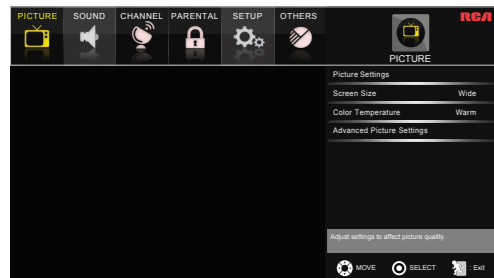 PICTURE SOUND CHANNEL PARENTAL SETUP OTHERS
RCA
PICTURE
Picture Settings
Screen Size Wide
Color Temperature Warm
Advanced Picture Settings
Adjust settings to affect picture quality.
MOVE SELECT : Exit